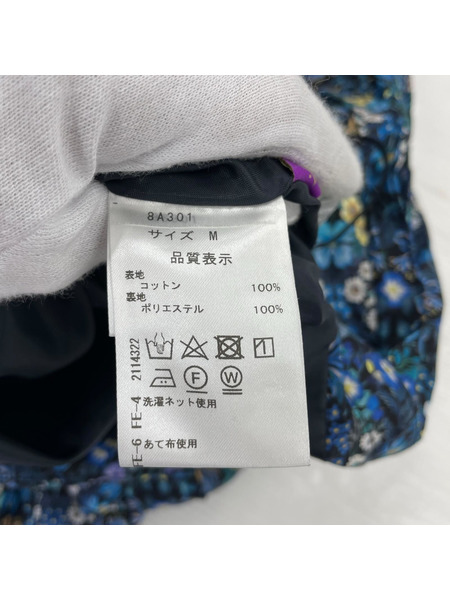 8A301
サイズ M
品質表示
表地
コットン 100%
裏地
ポリエステル 100%
F W
洗濯ネット使用
あて布使用
FE-6 FE-4 2114322